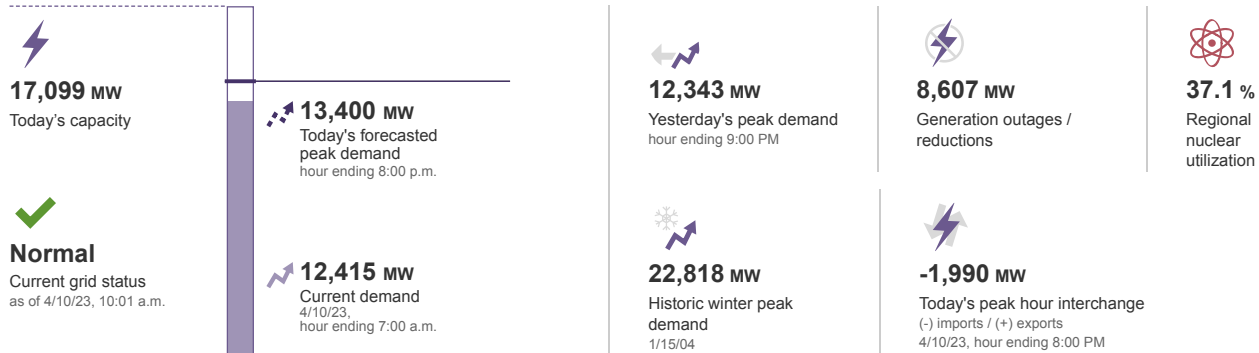 17,099 MW
Today's capacity
Normal
Current grid status
as of 4/10/23, 10:01 a.m.
13,400 MW
Today's forecasted
peak demand
hour ending 8:00 p.m.
12,415 MW
Current demand
4/10/23,
hour ending 7:00 a.m.
12,343 MW
Yesterday's peak demand
hour ending 9:00 PM
8,607 MW
Generation outages /
reductions
37.1 %
Regional
nuclear
utilization
22,818 MW
Historic winter peak
demand
1/15/04
-1,990 MW
Today's peak hour interchange
(-) imports / (+) exports
4/10/23, hour ending 8:00 PM